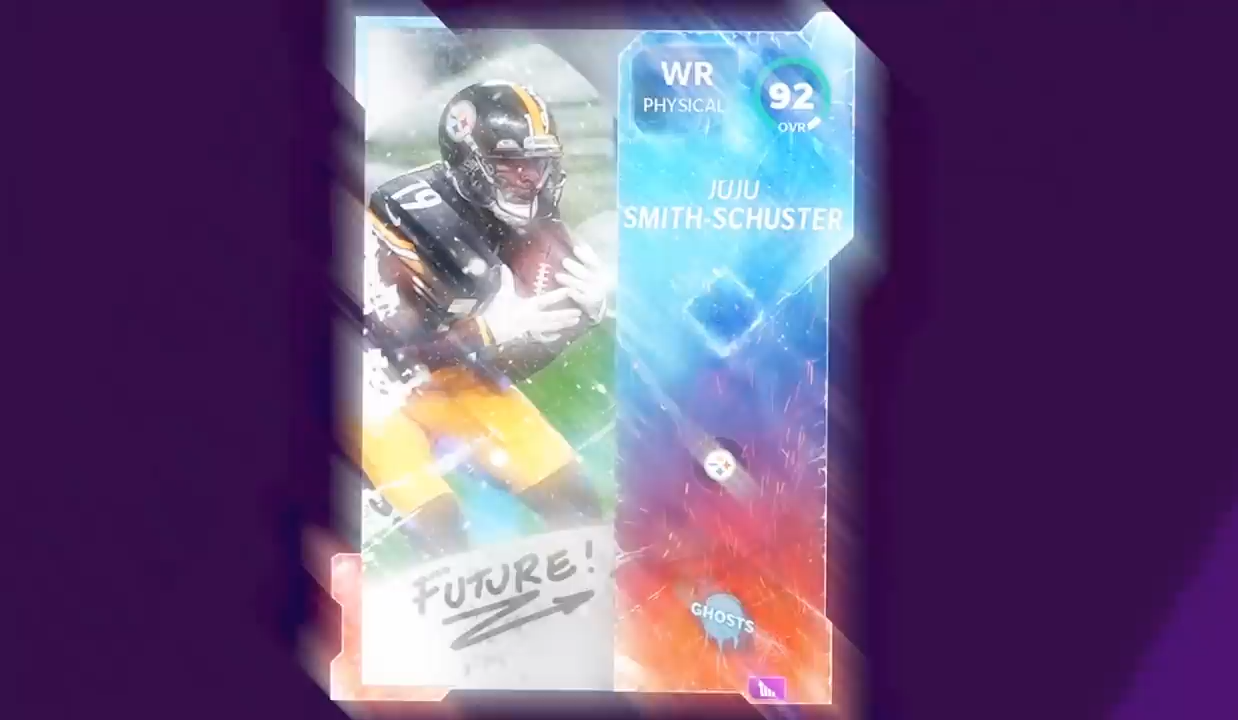 WR
PHYSICAL
92
OVR
JUJU
SMITH-SCHUSTER
19
FUTURE!
GHOSTS